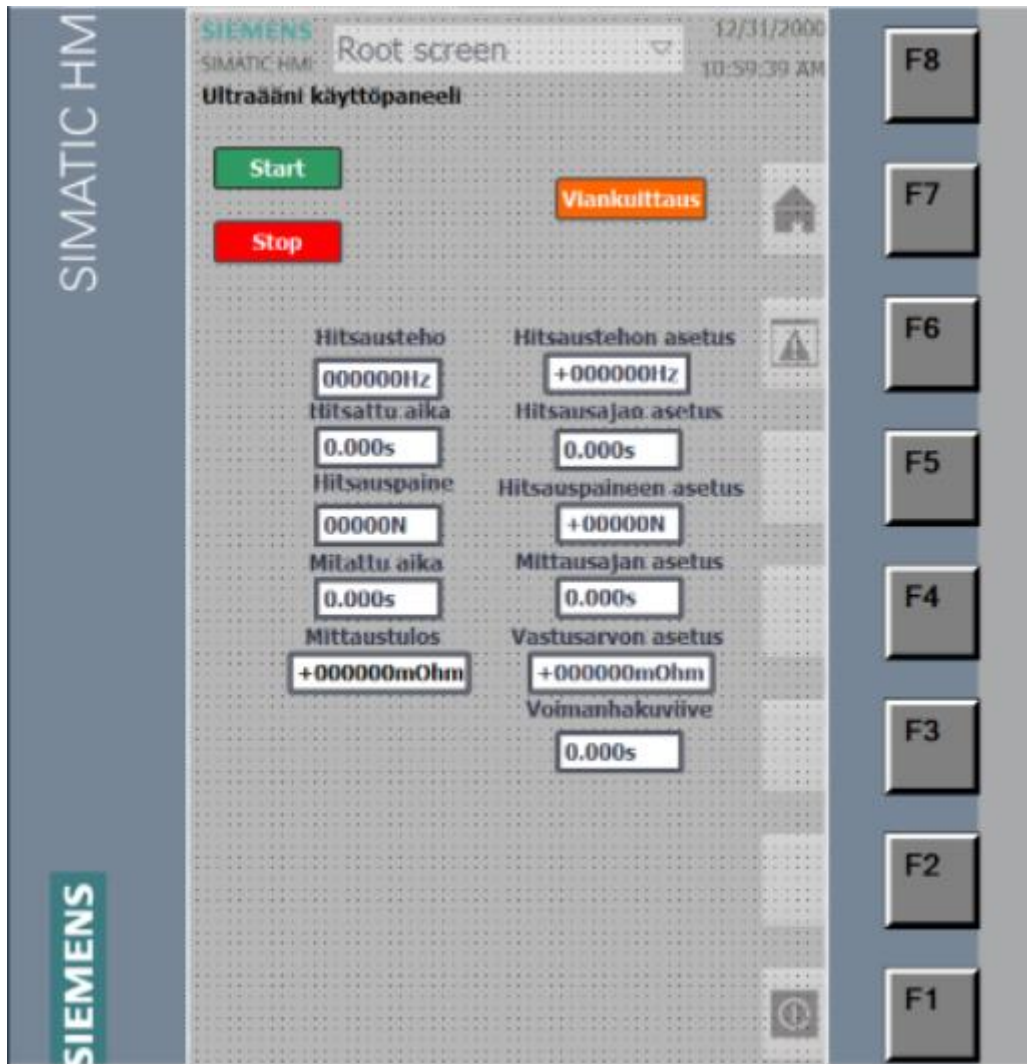 SIMATIC HM
SIEMENS
SIEMENS
SIMATIC HMI
Root screen
12/31/2000
10:59:39 AM
Ultraääni käyttöpaneeli
Start
Stop
Viankuittaus
Hitsausteho
000000Hz
Hitsattu aika
0.000s
Hitsauspaine
00000N
Mitattu aika
0.000s
Mittaustulos
+000000mOhm
Hitsaustehon asetus
+000000Hz
Hitsausajan asetus
0.000s
Hitsauspaineen asetus
+00000N
Mittausajan asetus
0.000s
Vastusarvon asetus
+000000mOhm
Voimanhakuviive
0.000s
F8
F7
F6
F5
F4
F3
F2
F1